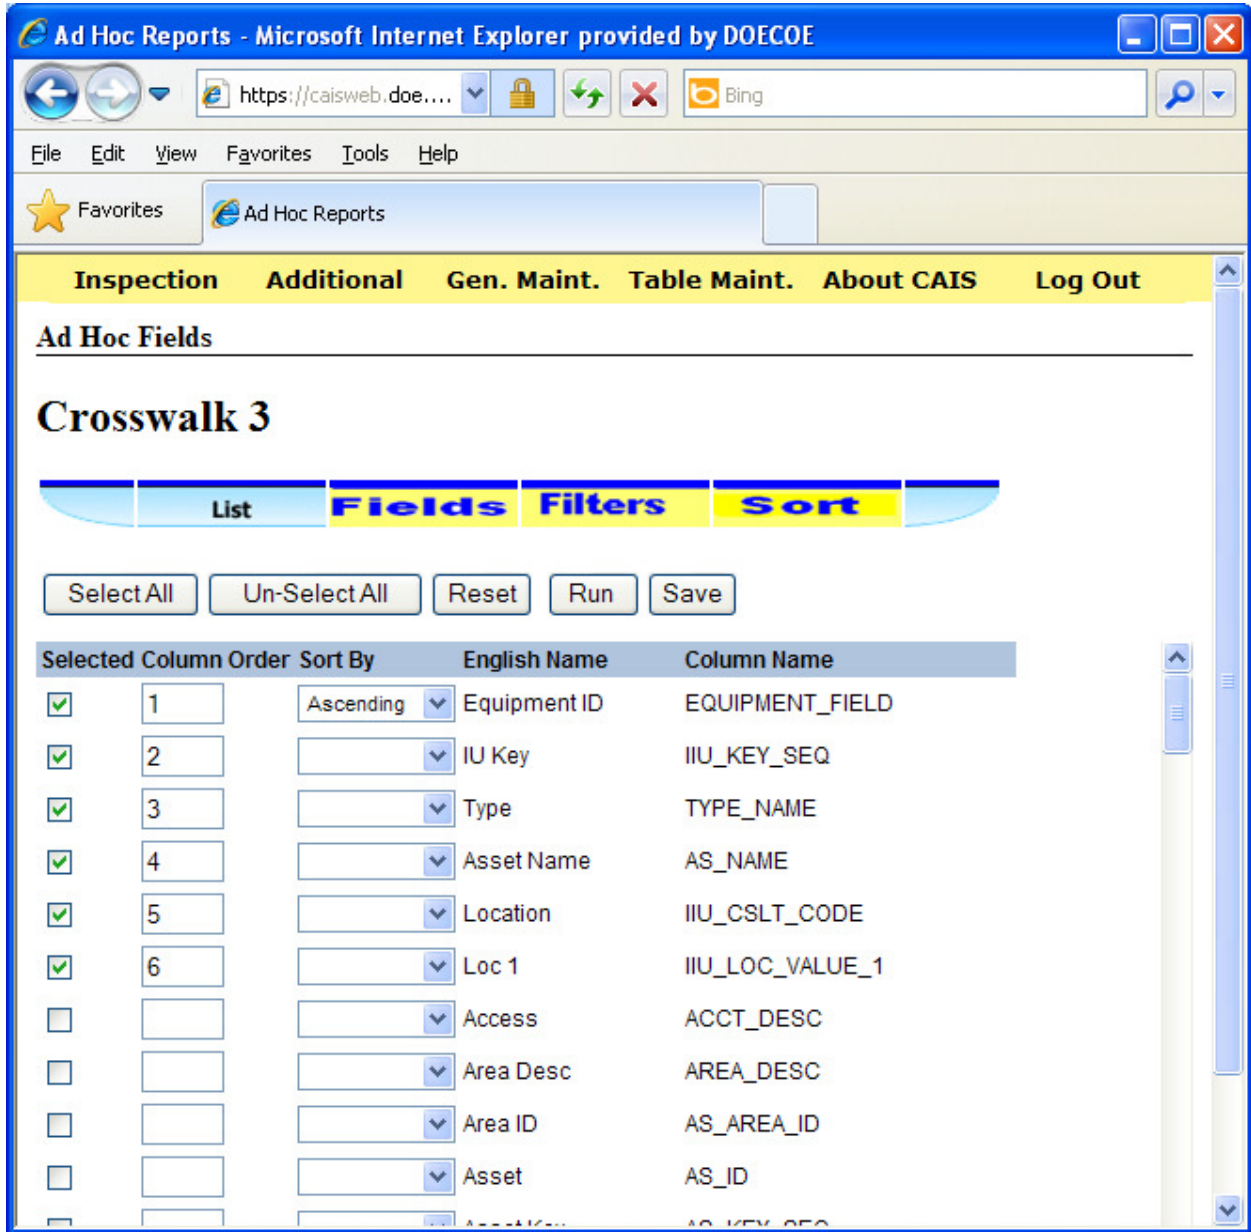 Ad Hoc Reports - Microsoft Internet Explorer provided by DOECOE
https://caisweb.doe.... Bing
File Edit View Favorites Tools Help
Favorites Ad Hoc Reports
Inspection Additional Gen. Maint. Table Maint. About CAIS Log Out
Ad Hoc Fields
Crosswalk 3
List Fields Filters Sort
Select All Un-Select All Reset Run Save
Selected Column Order Sort By English Name Column Name
1 Ascending Equipment ID EQUIPMENT_FIELD
2 IU Key IIU_KEY_SEQ
3 Type TYPE_NAME
4 Asset Name AS_NAME
5 Location IIU_CSLT_CODE
6 Loc 1 IIU_LOC_VALUE_1
Access ACCT_DESC
Area Desc AREA_DESC
Area ID AS_AREA_ID
Asset AS_ID